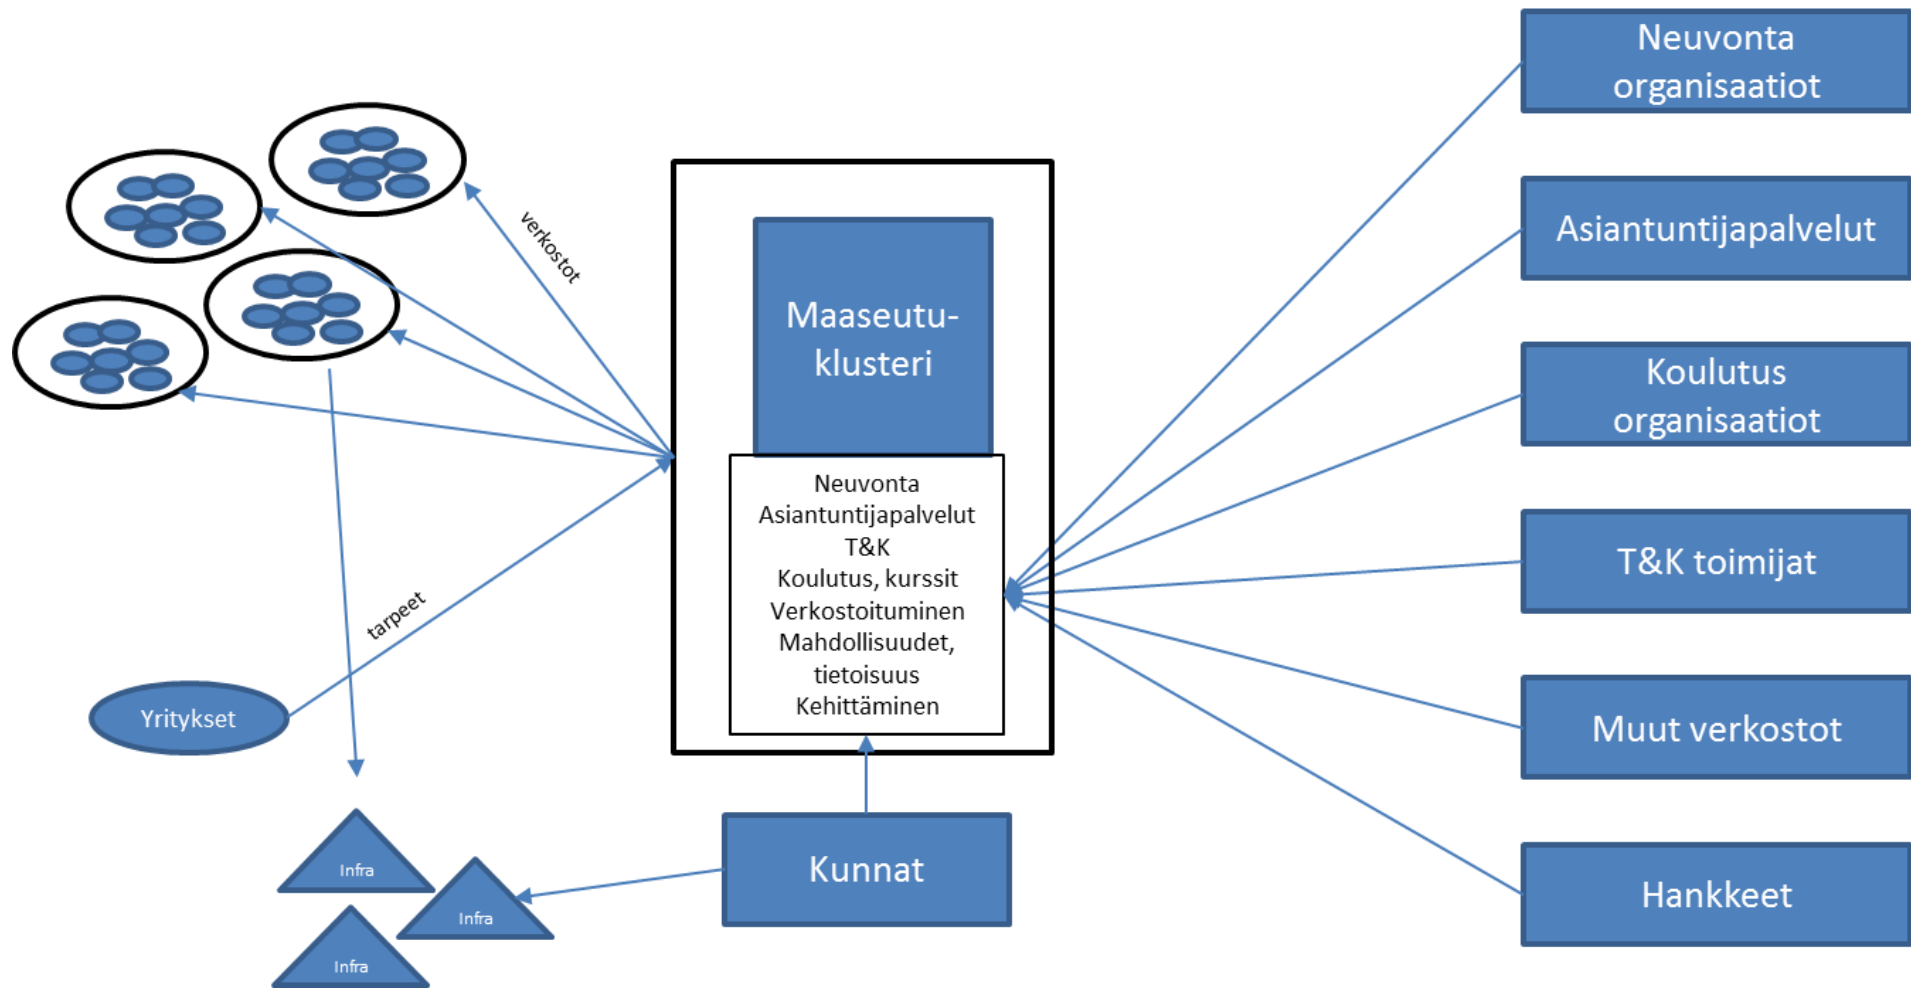 Neuvonta
organisaatiot
Asiantuntijapalvelut
Koulutus
organisaatiot
T&K toimijat
Muut verkostot
Hankkeet
verkostot
Maaseutu-
klusteri
Neuvonta
Asiantuntijapalvelut
T&K
Koulutus, kurssit
Verkostoituminen
Mahdollisuudet,
tietoisuus
Kehittäminen
tarpeet
Yritykset
Kunnat
Infra
Infra
Infra